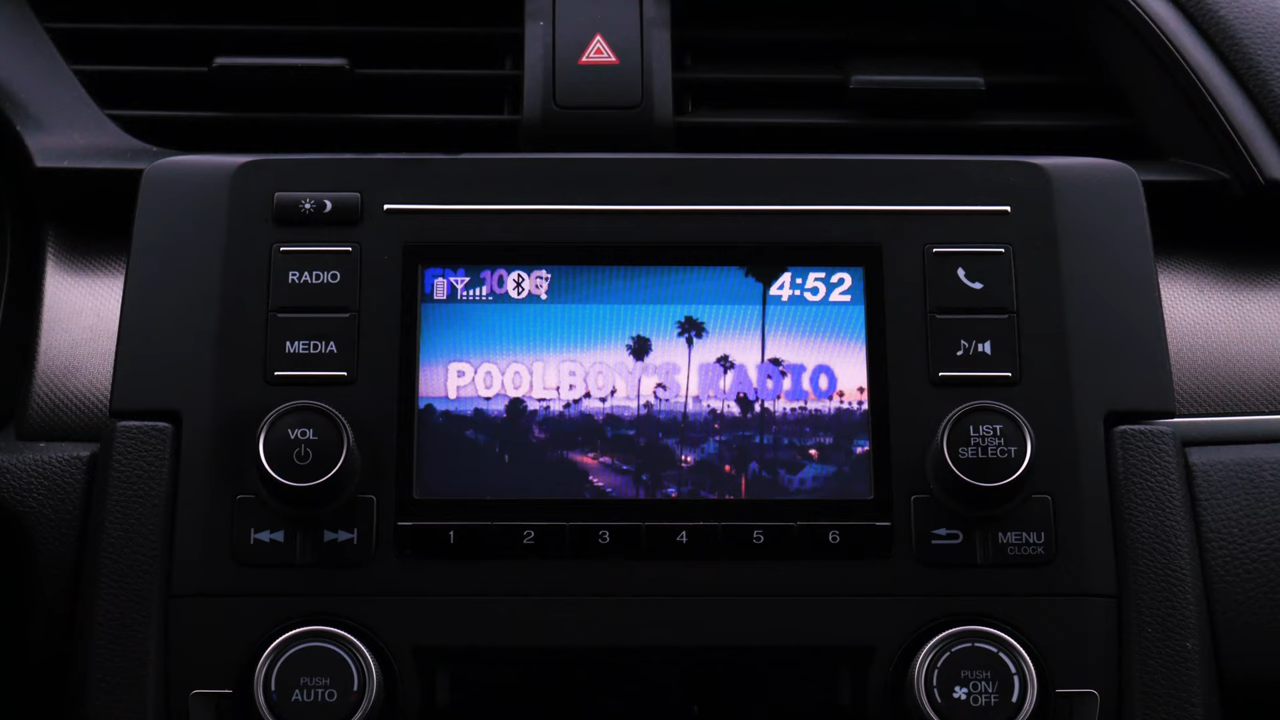 RADIO
MEDIA
VOL
4:52
POOLBOY'S RADIO
1 2 3 4 5 6
LIST
PUSH
SELECT
MENU
CLOCK
PUSH
AUTO
PUSH
ON/
OFF